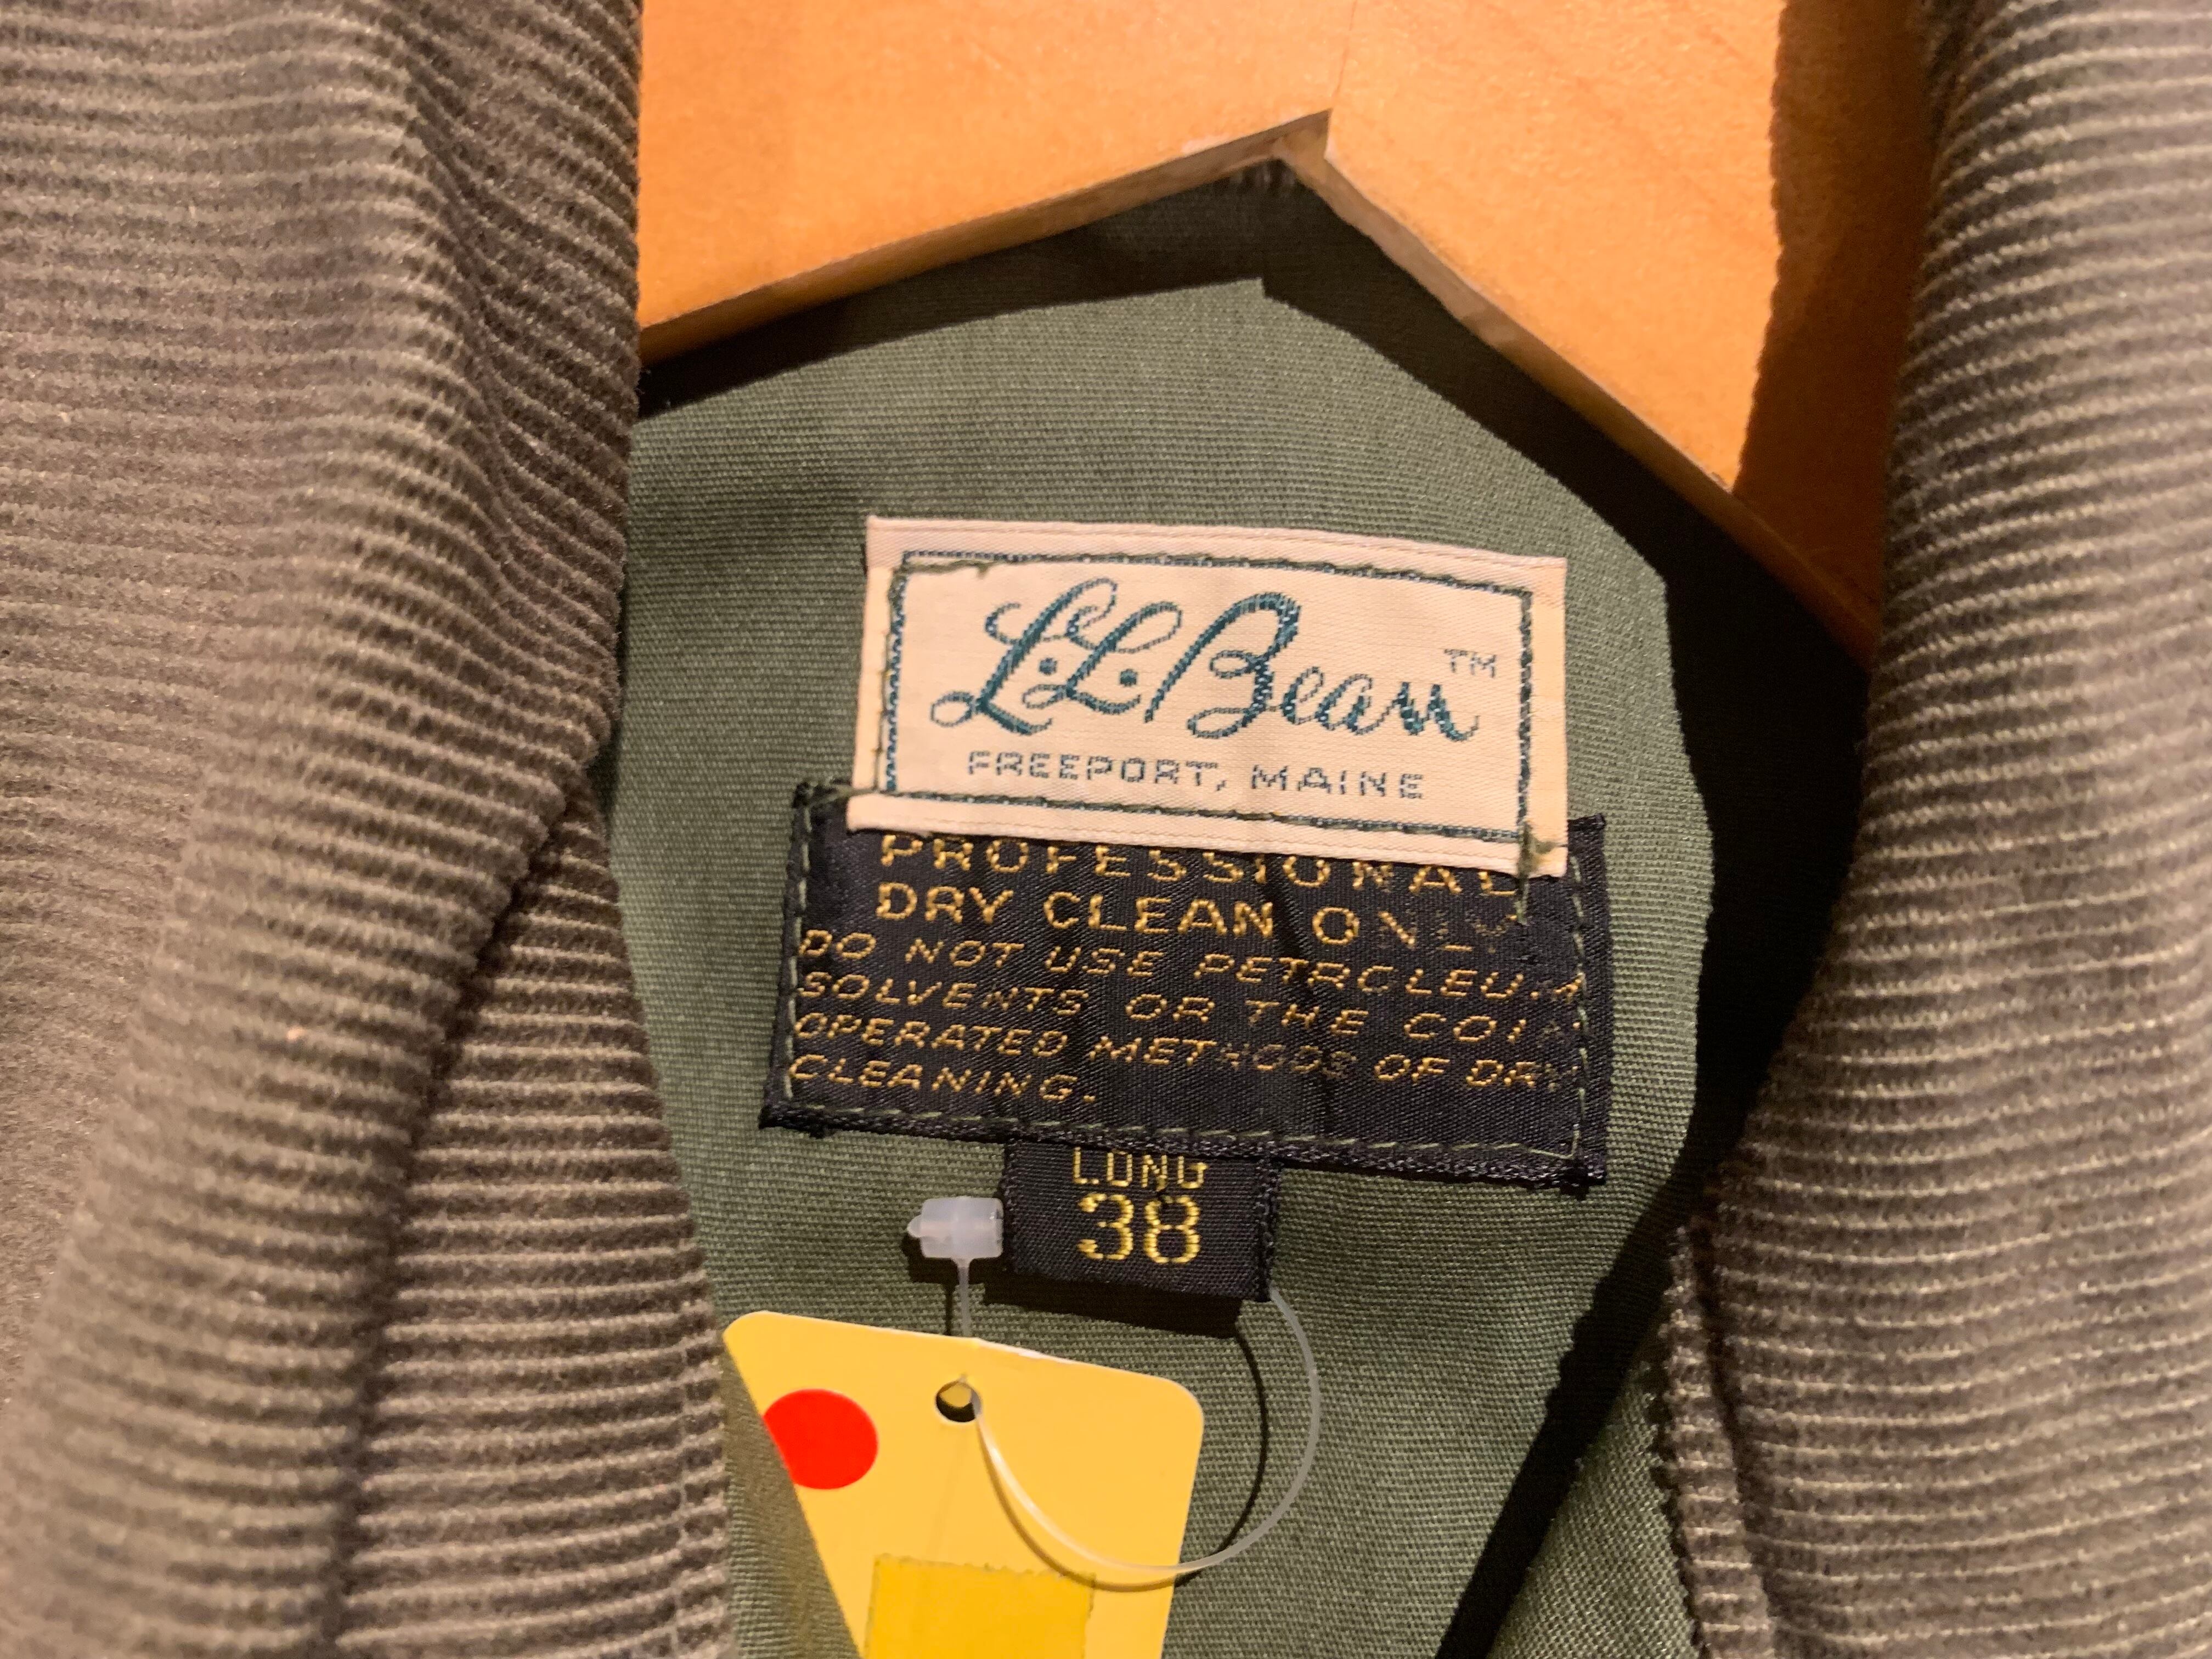 L.L.Bean™
FREEPORT, MAINE
PROFESSIONAL
DRY CLEAN ONLY
DO NOT USE PETROLEUM
SOLVENTS OR THE COIN
OPERATED METHODS OF DRY
CLEANING.
LONG
38